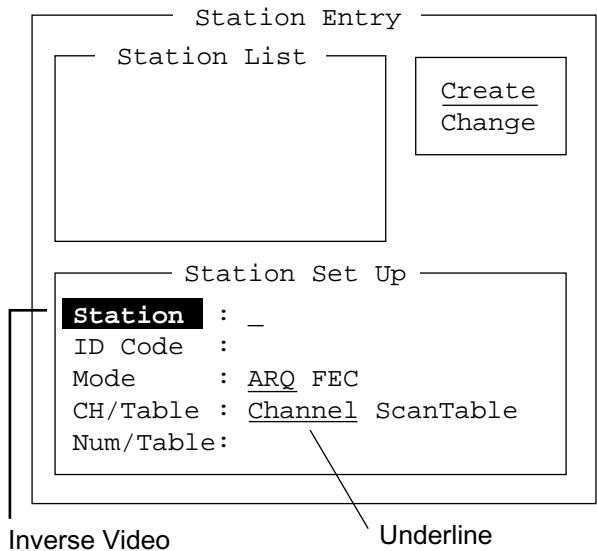 Station Entry
Station List
Create
Change
Station Set Up
Station : _
ID Code :
Mode : ARQ FEC
CH/Table : Channel ScanTable
Num/Table:
Inverse Video
Underline